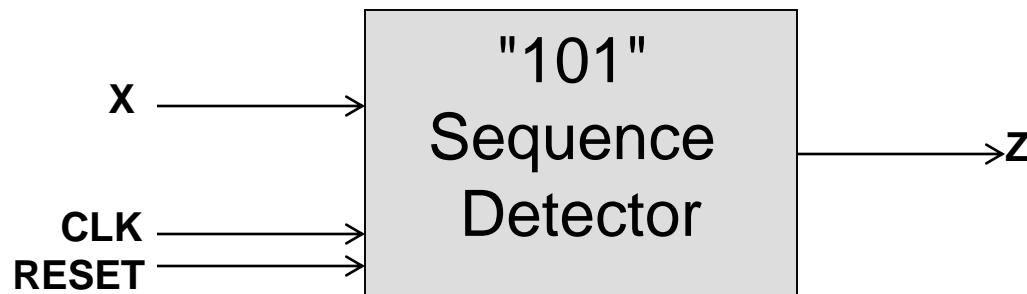 "101"
Sequence
Detector
X
CLK
RESET
Z